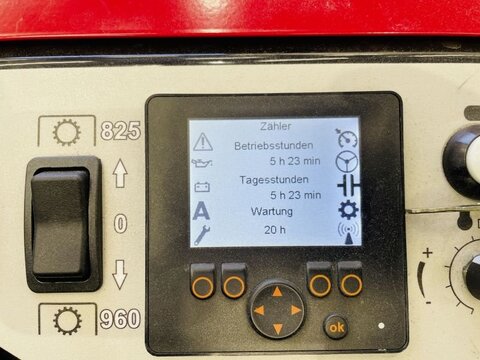 825
0
960
Zähler
Betriebsstunden
5 h 23 min
Tagesstunden
5 h 23 min
A
Wartung
20 h
ok
+
-